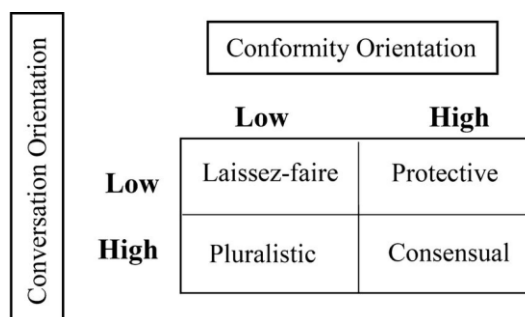 Conversation Orientation
Conformity Orientation
Low High
Low Laissez-faire Protective
High Pluralistic Consensual